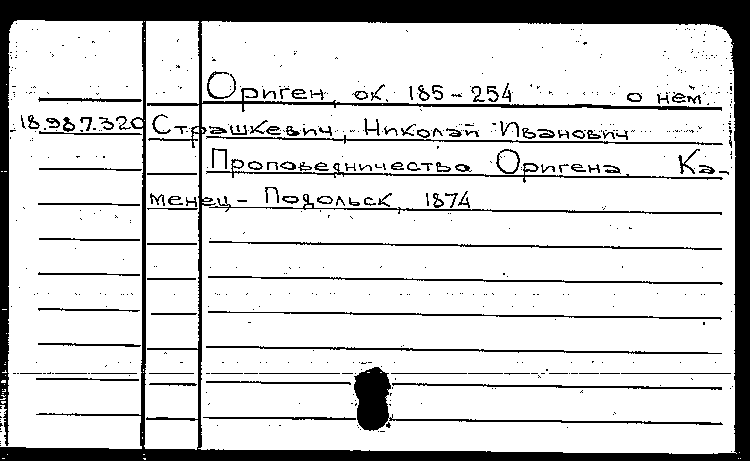 Ориген, ок. 185-254 о нем.
18.987.320 Страшкевич, Николай Иванович
Проповедничество Оригена. Ка-
менец-Подольск, 1874